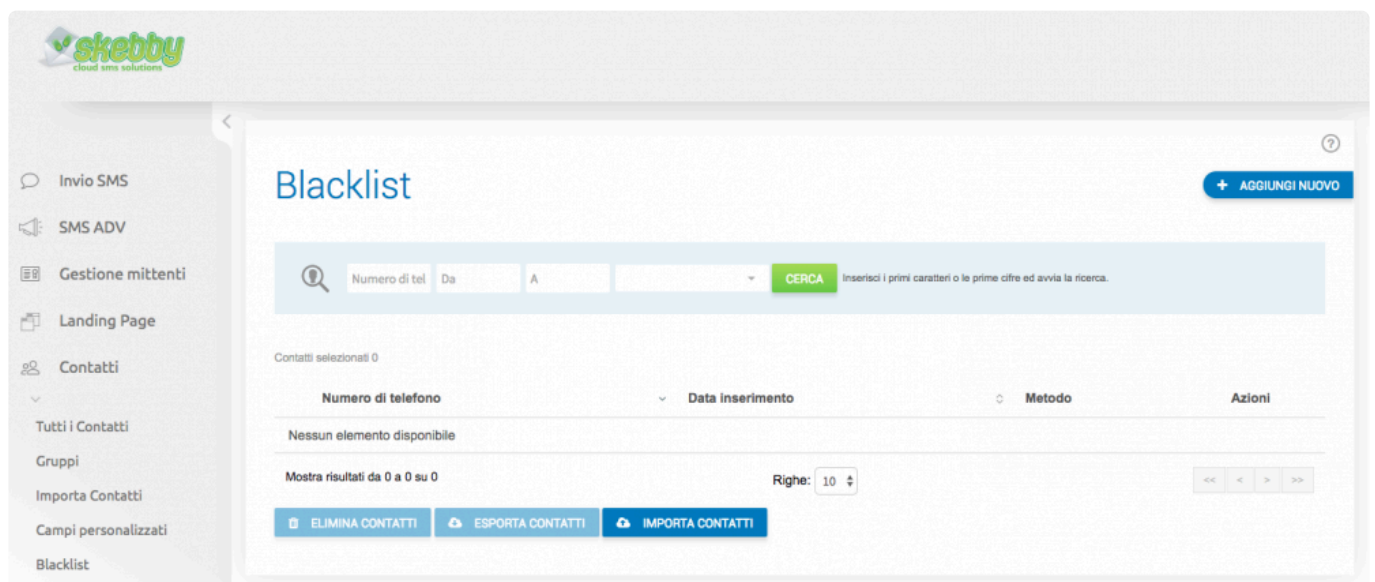 skebby
cloud sms solutions
Invio SMS
SMS ADV
Gestione mittenti
Landing Page
Contatti
Tutti i Contatti
Gruppi
Importa Contatti
Campi personalizzati
Blacklist
Blacklist
+ AGGIUNGI NUOVO
Numero di tel Da A CERCA Inserisci i primi caratteri o le prime cifre ed avvia la ricerca.
Contatti selezionati 0
Numero di telefono Data inserimento Metodo Azioni
Nessun elemento disponibile
Mostra risultati da 0 a 0 su 0 Righe: 10 << < > >>
ELIMINA CONTATTI ESPORTA CONTATTI IMPORTA CONTATTI